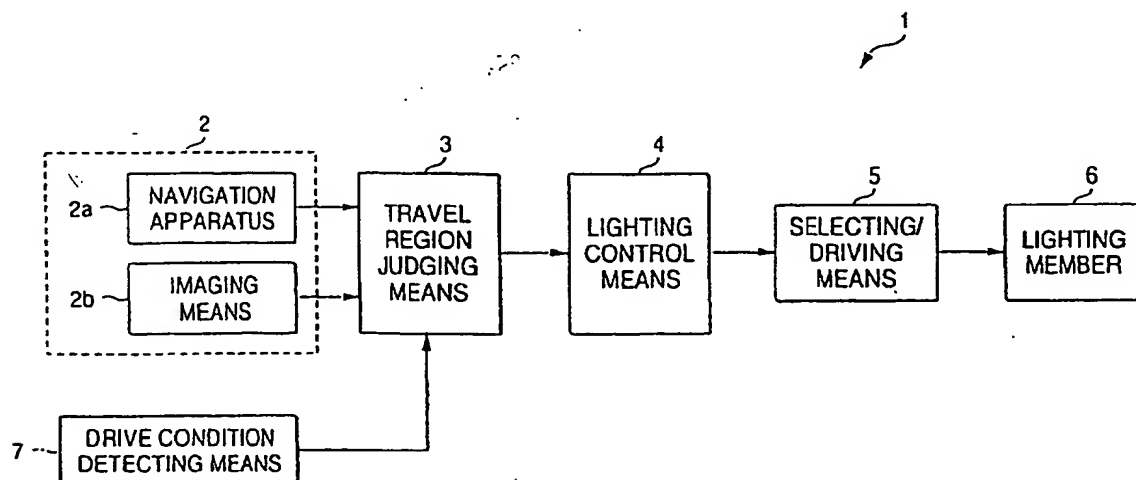 1
2
3
4
5
6
2a
NAVIGATION
APPARATUS
TRAVEL
REGION
JUDGING
MEANS
LIGHTING
CONTROL
MEANS
SELECTING/
DRIVING
MEANS
LIGHTING
MEMBER
2b
IMAGING
MEANS
7
DRIVE CONDITION
DETECTING MEANS